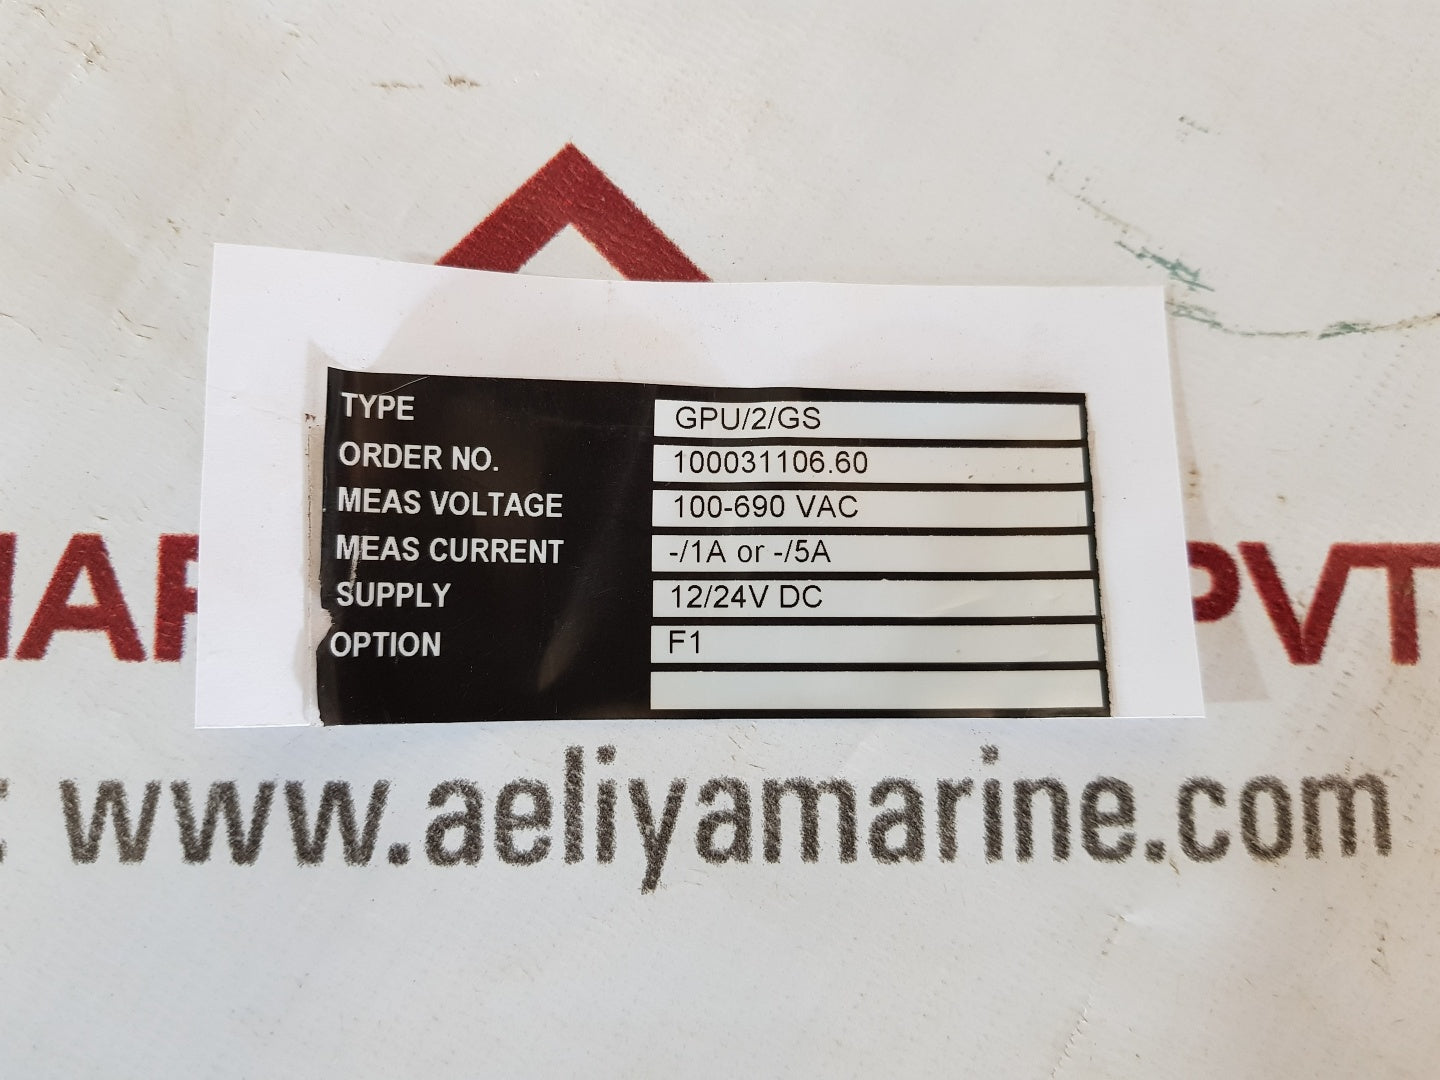 TYPE GPU/2/GS
ORDER NO. 100031106.60
MEAS VOLTAGE 100-690 VAC
MEAS CURRENT -/1A or -/5A
SUPPLY 12/24V DC
OPTION F1
PVT
www.aeliyamarine.com